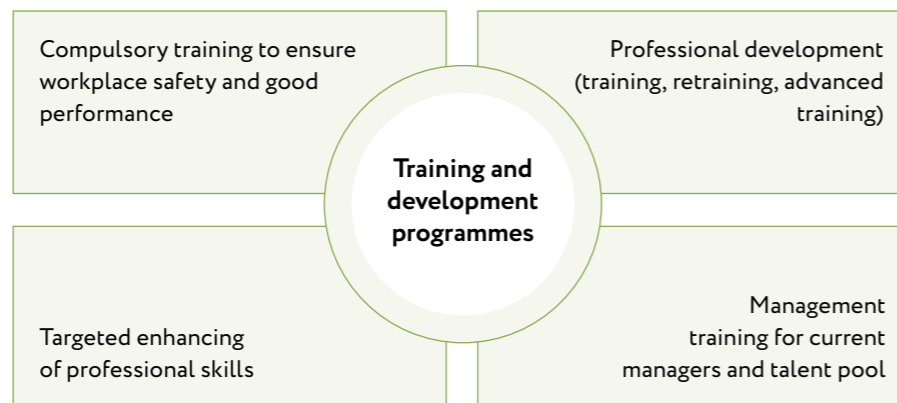 Compulsory training to ensure
workplace safety and good
performance
Professional development
(training, retraining, advanced
training)
Training and
development
programmes
Targeted enhancing
of professional skills
Management
training for current
managers and talent pool